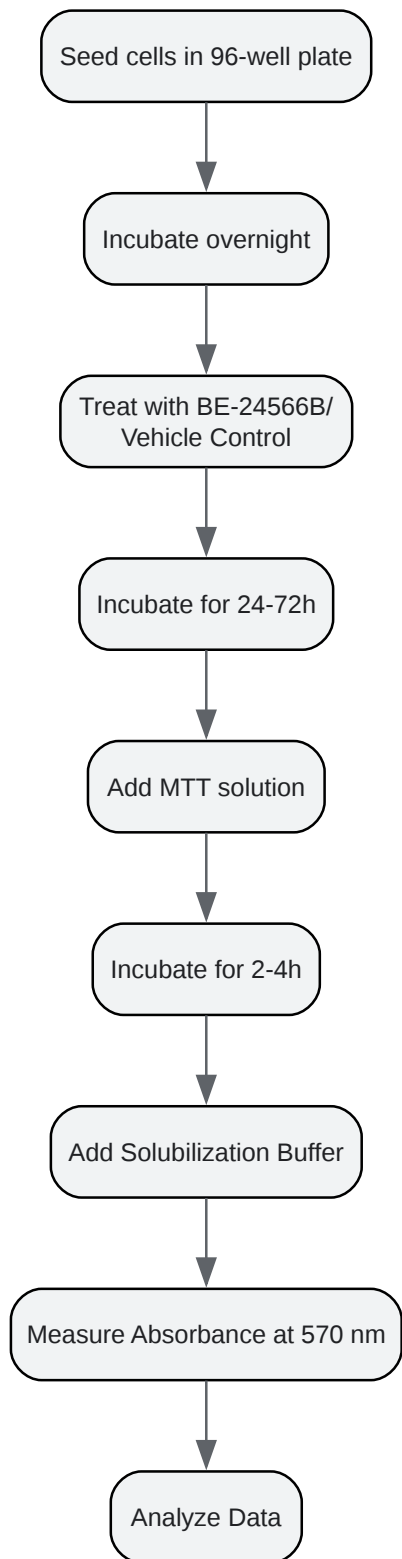 Seed cells in 96-well plate
Incubate overnight
Treat with BE-24566B/
Vehicle Control
Incubate for 24-72h
Add MTT solution
Incubate for 2-4h
Add Solubilization Buffer
Measure Absorbance at 570 nm
Analyze Data